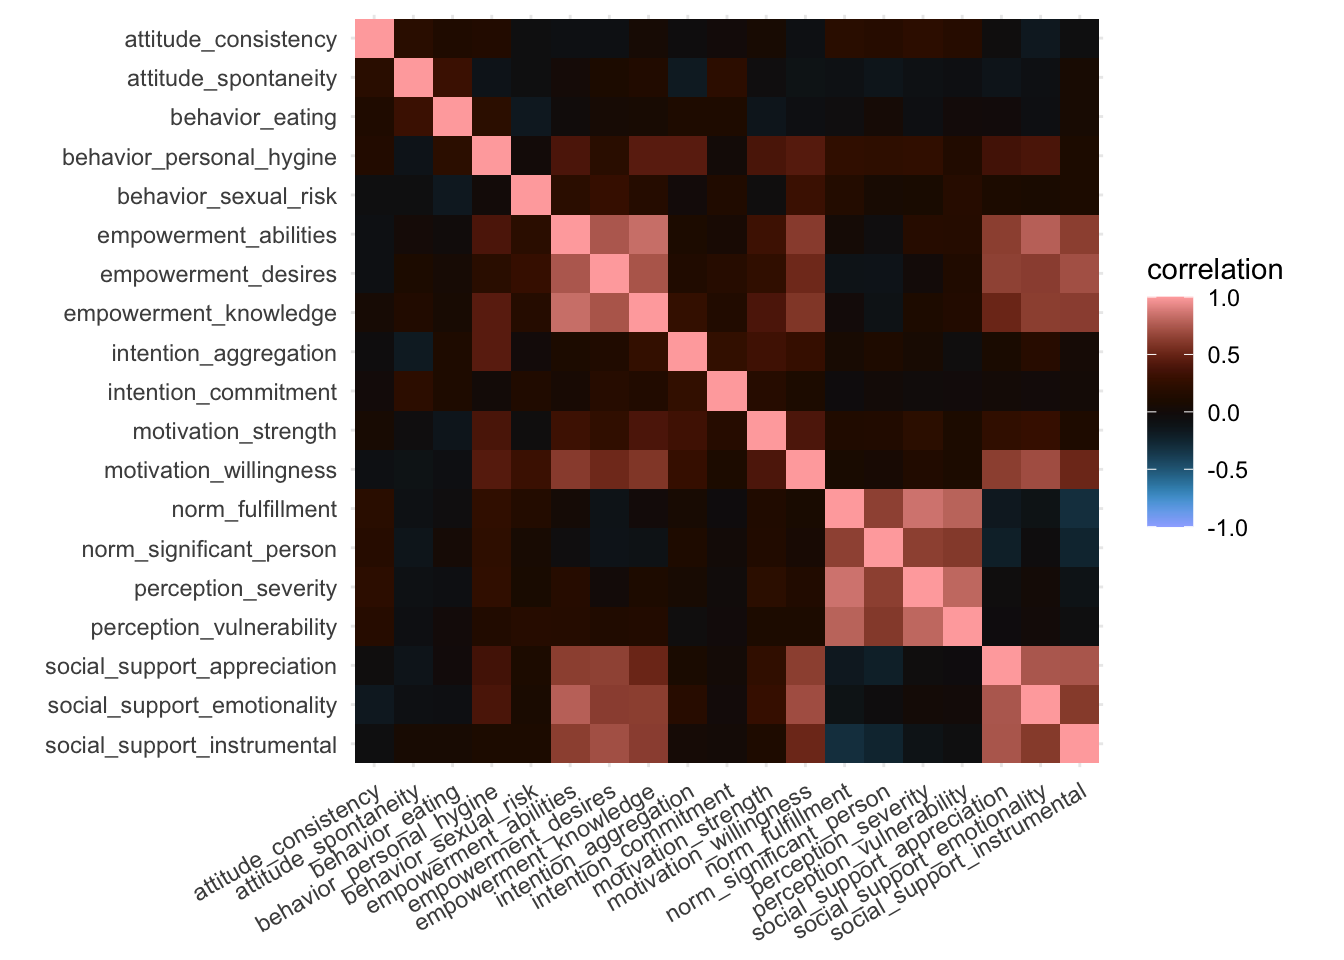 attitude_consistency
attitude_spontaneity
behavior_eating
behavior_personal_hygine
behavior_sexual_risk
empowerment_abilities
empowerment_desires
empowerment_knowledge
intention_aggregation
intention_commitment
motivation_strength
motivation_willingness
norm_fulfillment
norm_significant_person
perception_severity
perception_vulnerability
social_support_appreciation
social_support_emotionality
social_support_instrumental
attitude_consistency
attitude_spontaneity
behavior_eating
behavior_personal_hygine
behavior_sexual_risk
empowerment_abilities
empowerment_desires
empowerment_knowledge
intention_aggregation
intention_commitment
motivation_strength
motivation_willingness
norm_fulfillment
norm_significant_person
perception_severity
perception_vulnerability
social_support_appreciation
social_support_emotionality
social_support_instrumental
correlation
1.0
0.5
0.0
-0.5
-1.0